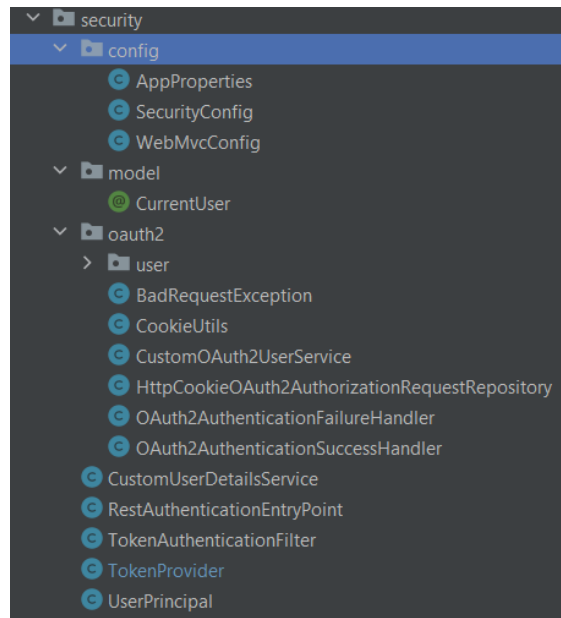 security
config
AppProperties
SecurityConfig
WebMvcConfig
model
CurrentUser
oauth2
user
BadRequestException
CookieUtils
CustomOAuth2UserService
HttpCookieOAuth2AuthorizationRequestRepository
OAuth2AuthenticationFailureHandler
OAuth2AuthenticationSuccessHandler
CustomUserDetailsService
RestAuthenticationEntryPoint
TokenAuthenticationFilter
TokenProvider
UserPrincipal